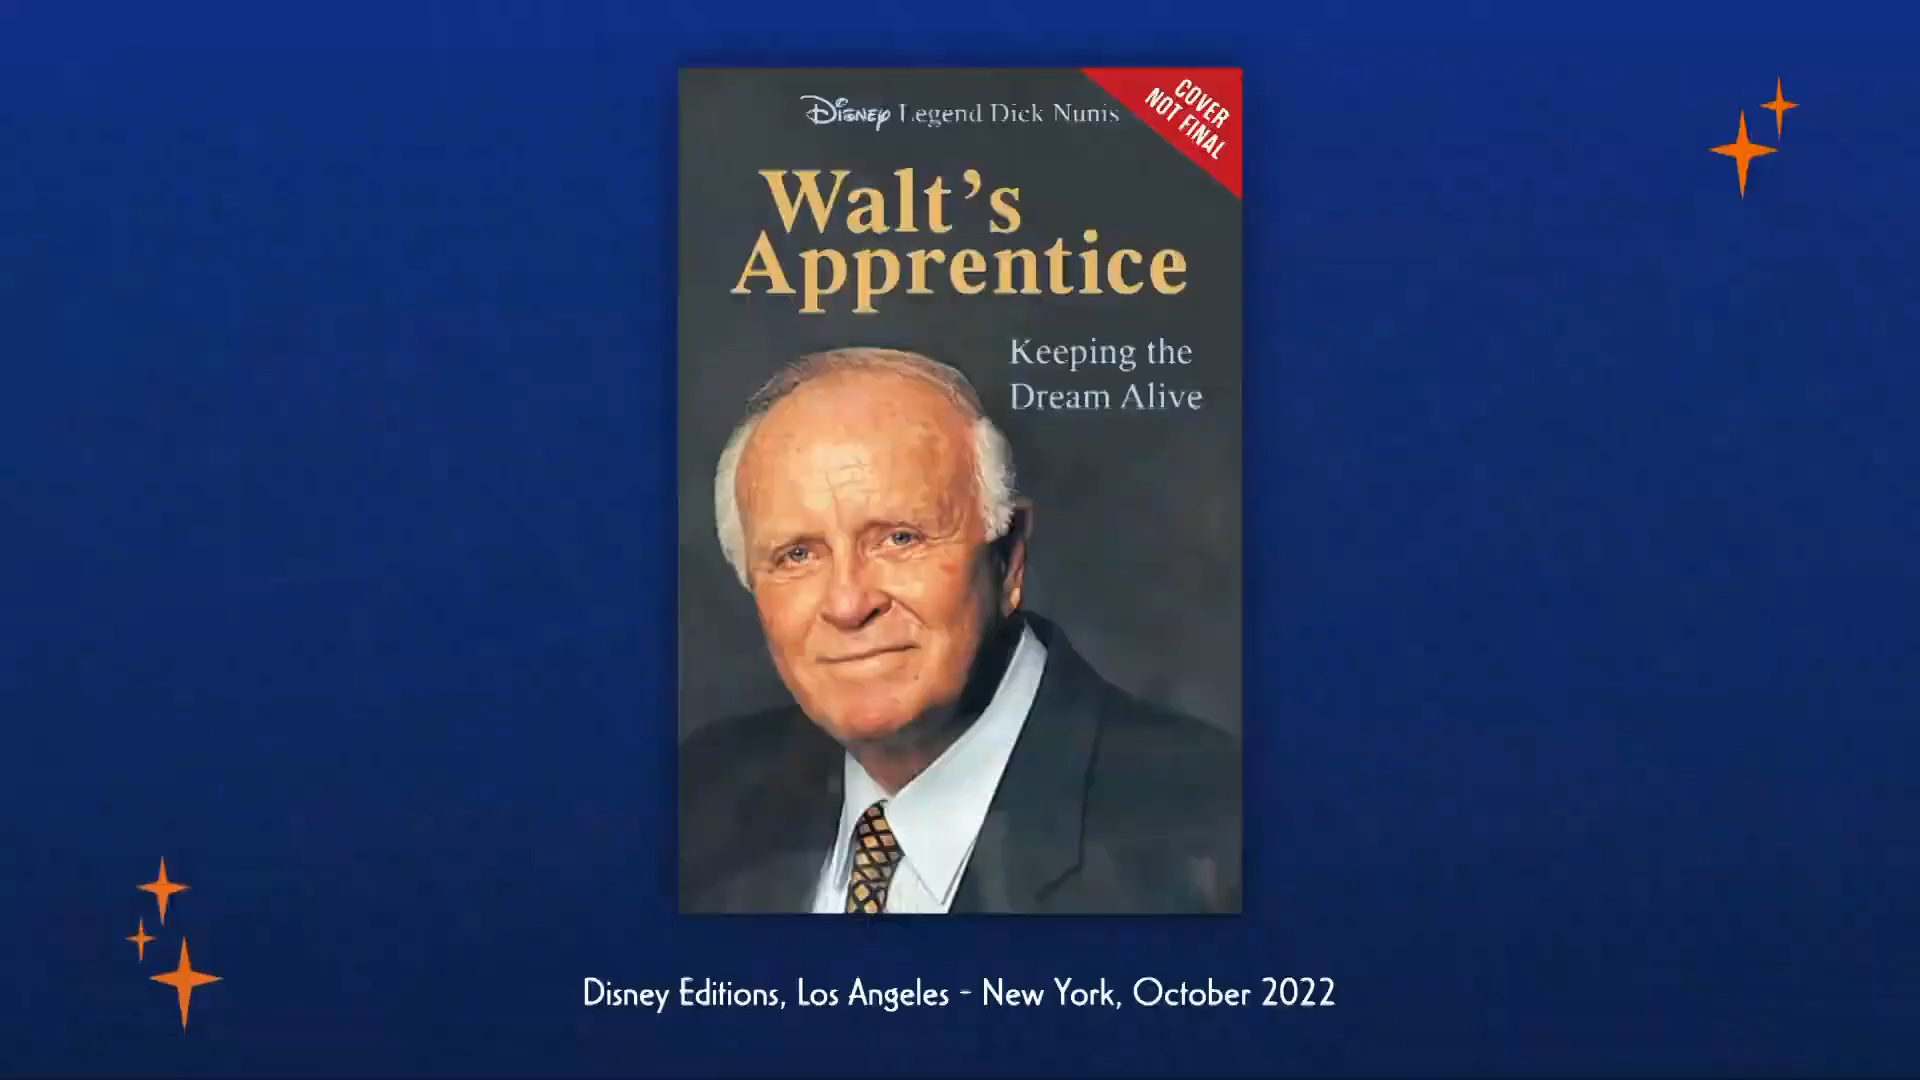 Disney Legend Dick Nunis
COVER
NOT FINAL
Walt's
Apprentice
Keeping the
Dream Alive
Disney Editions, Los Angeles - New York, October 2022